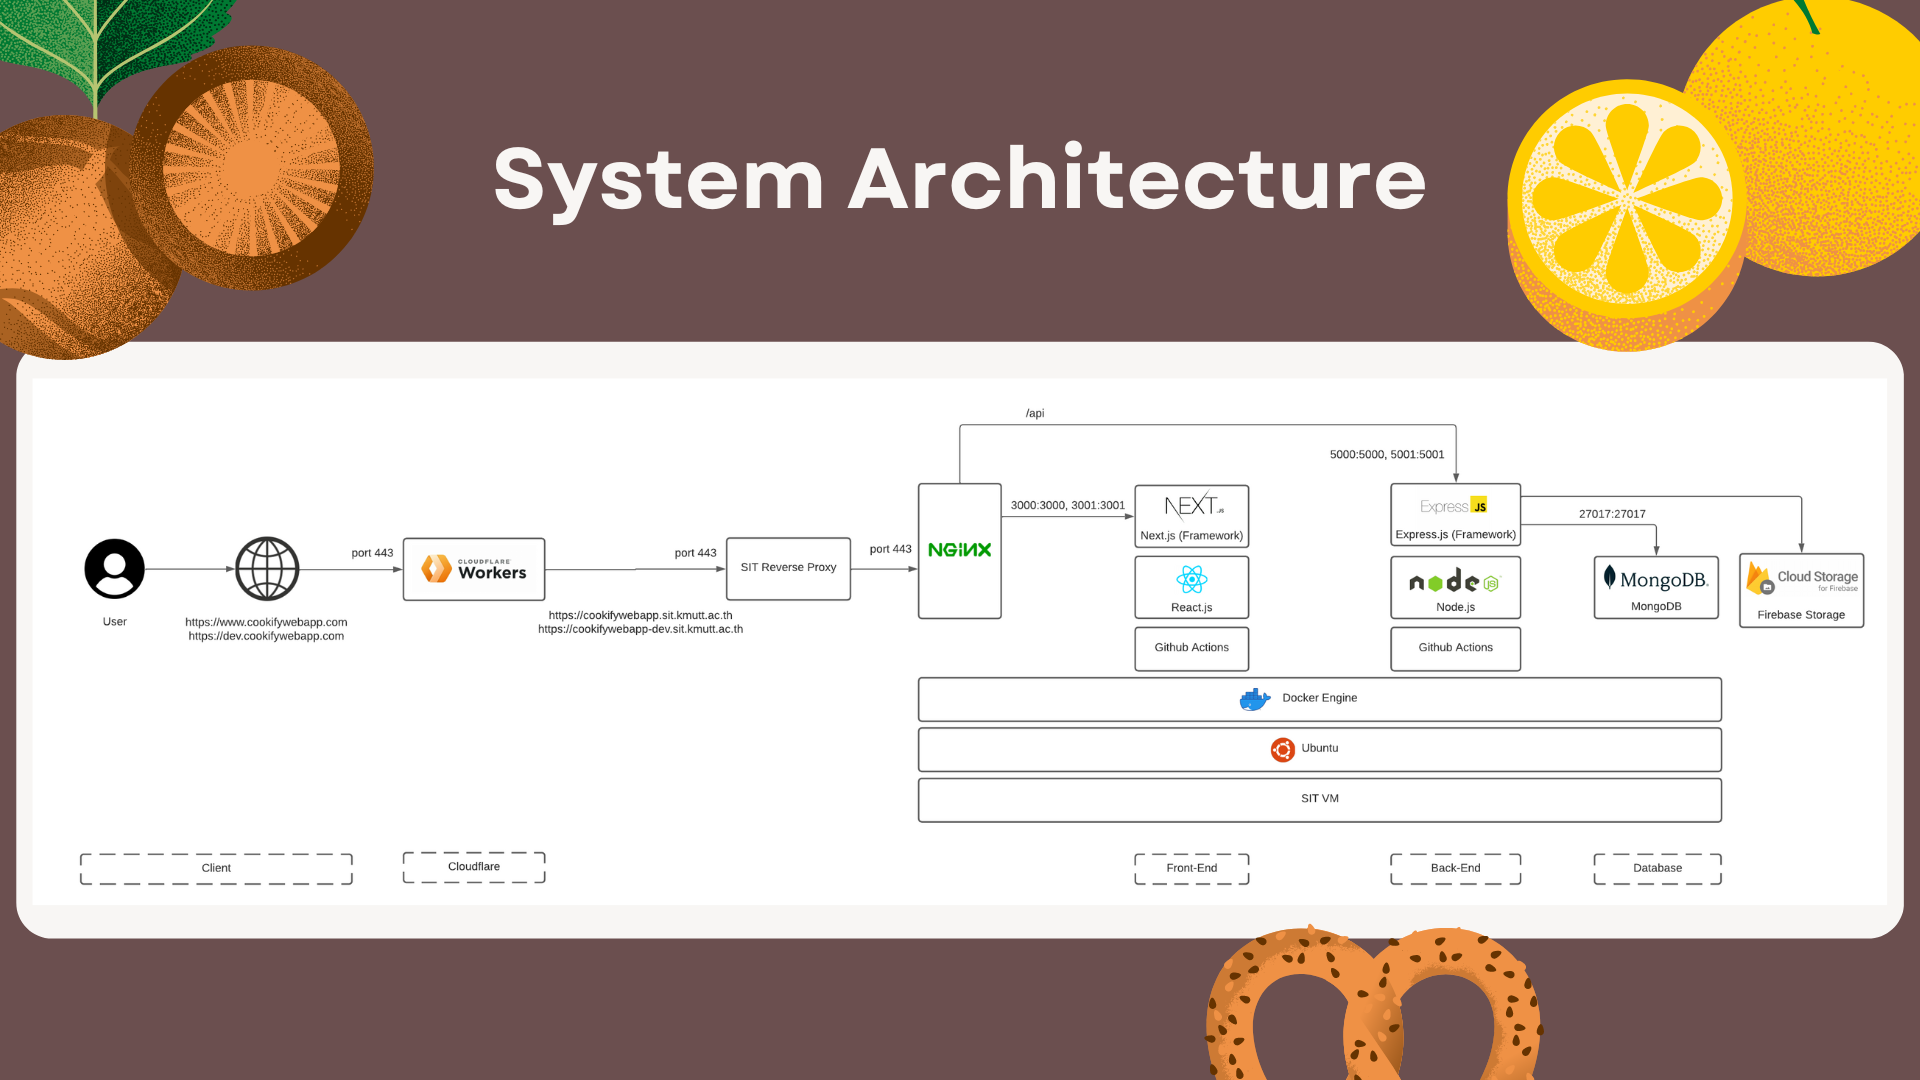 System Architecture
/api
5000:5000, 5001:5001
3000:3000, 3001:3001
NEXT.JS
Next.js (Framework)
Express JS
Express.js (Framework)
27017:27017
User
https://www.cookifywebapp.com
https://dev.cookifywebapp.com
port 443
CLOUDFLARE
Workers
port 443
https://cookifywebapp.sit.kmutt.ac.th
https://cookifywebapp-dev.sit.kmutt.ac.th
SIT Reverse Proxy
port 443
NGINX
React.js
node JS
Node.js
MongoDB.
MongoDB
Cloud Storage
for Firebase
Firebase Storage
Github Actions
Github Actions
Docker Engine
Ubuntu
SIT VM
Client
Cloudflare
Front-End
Back-End
Database